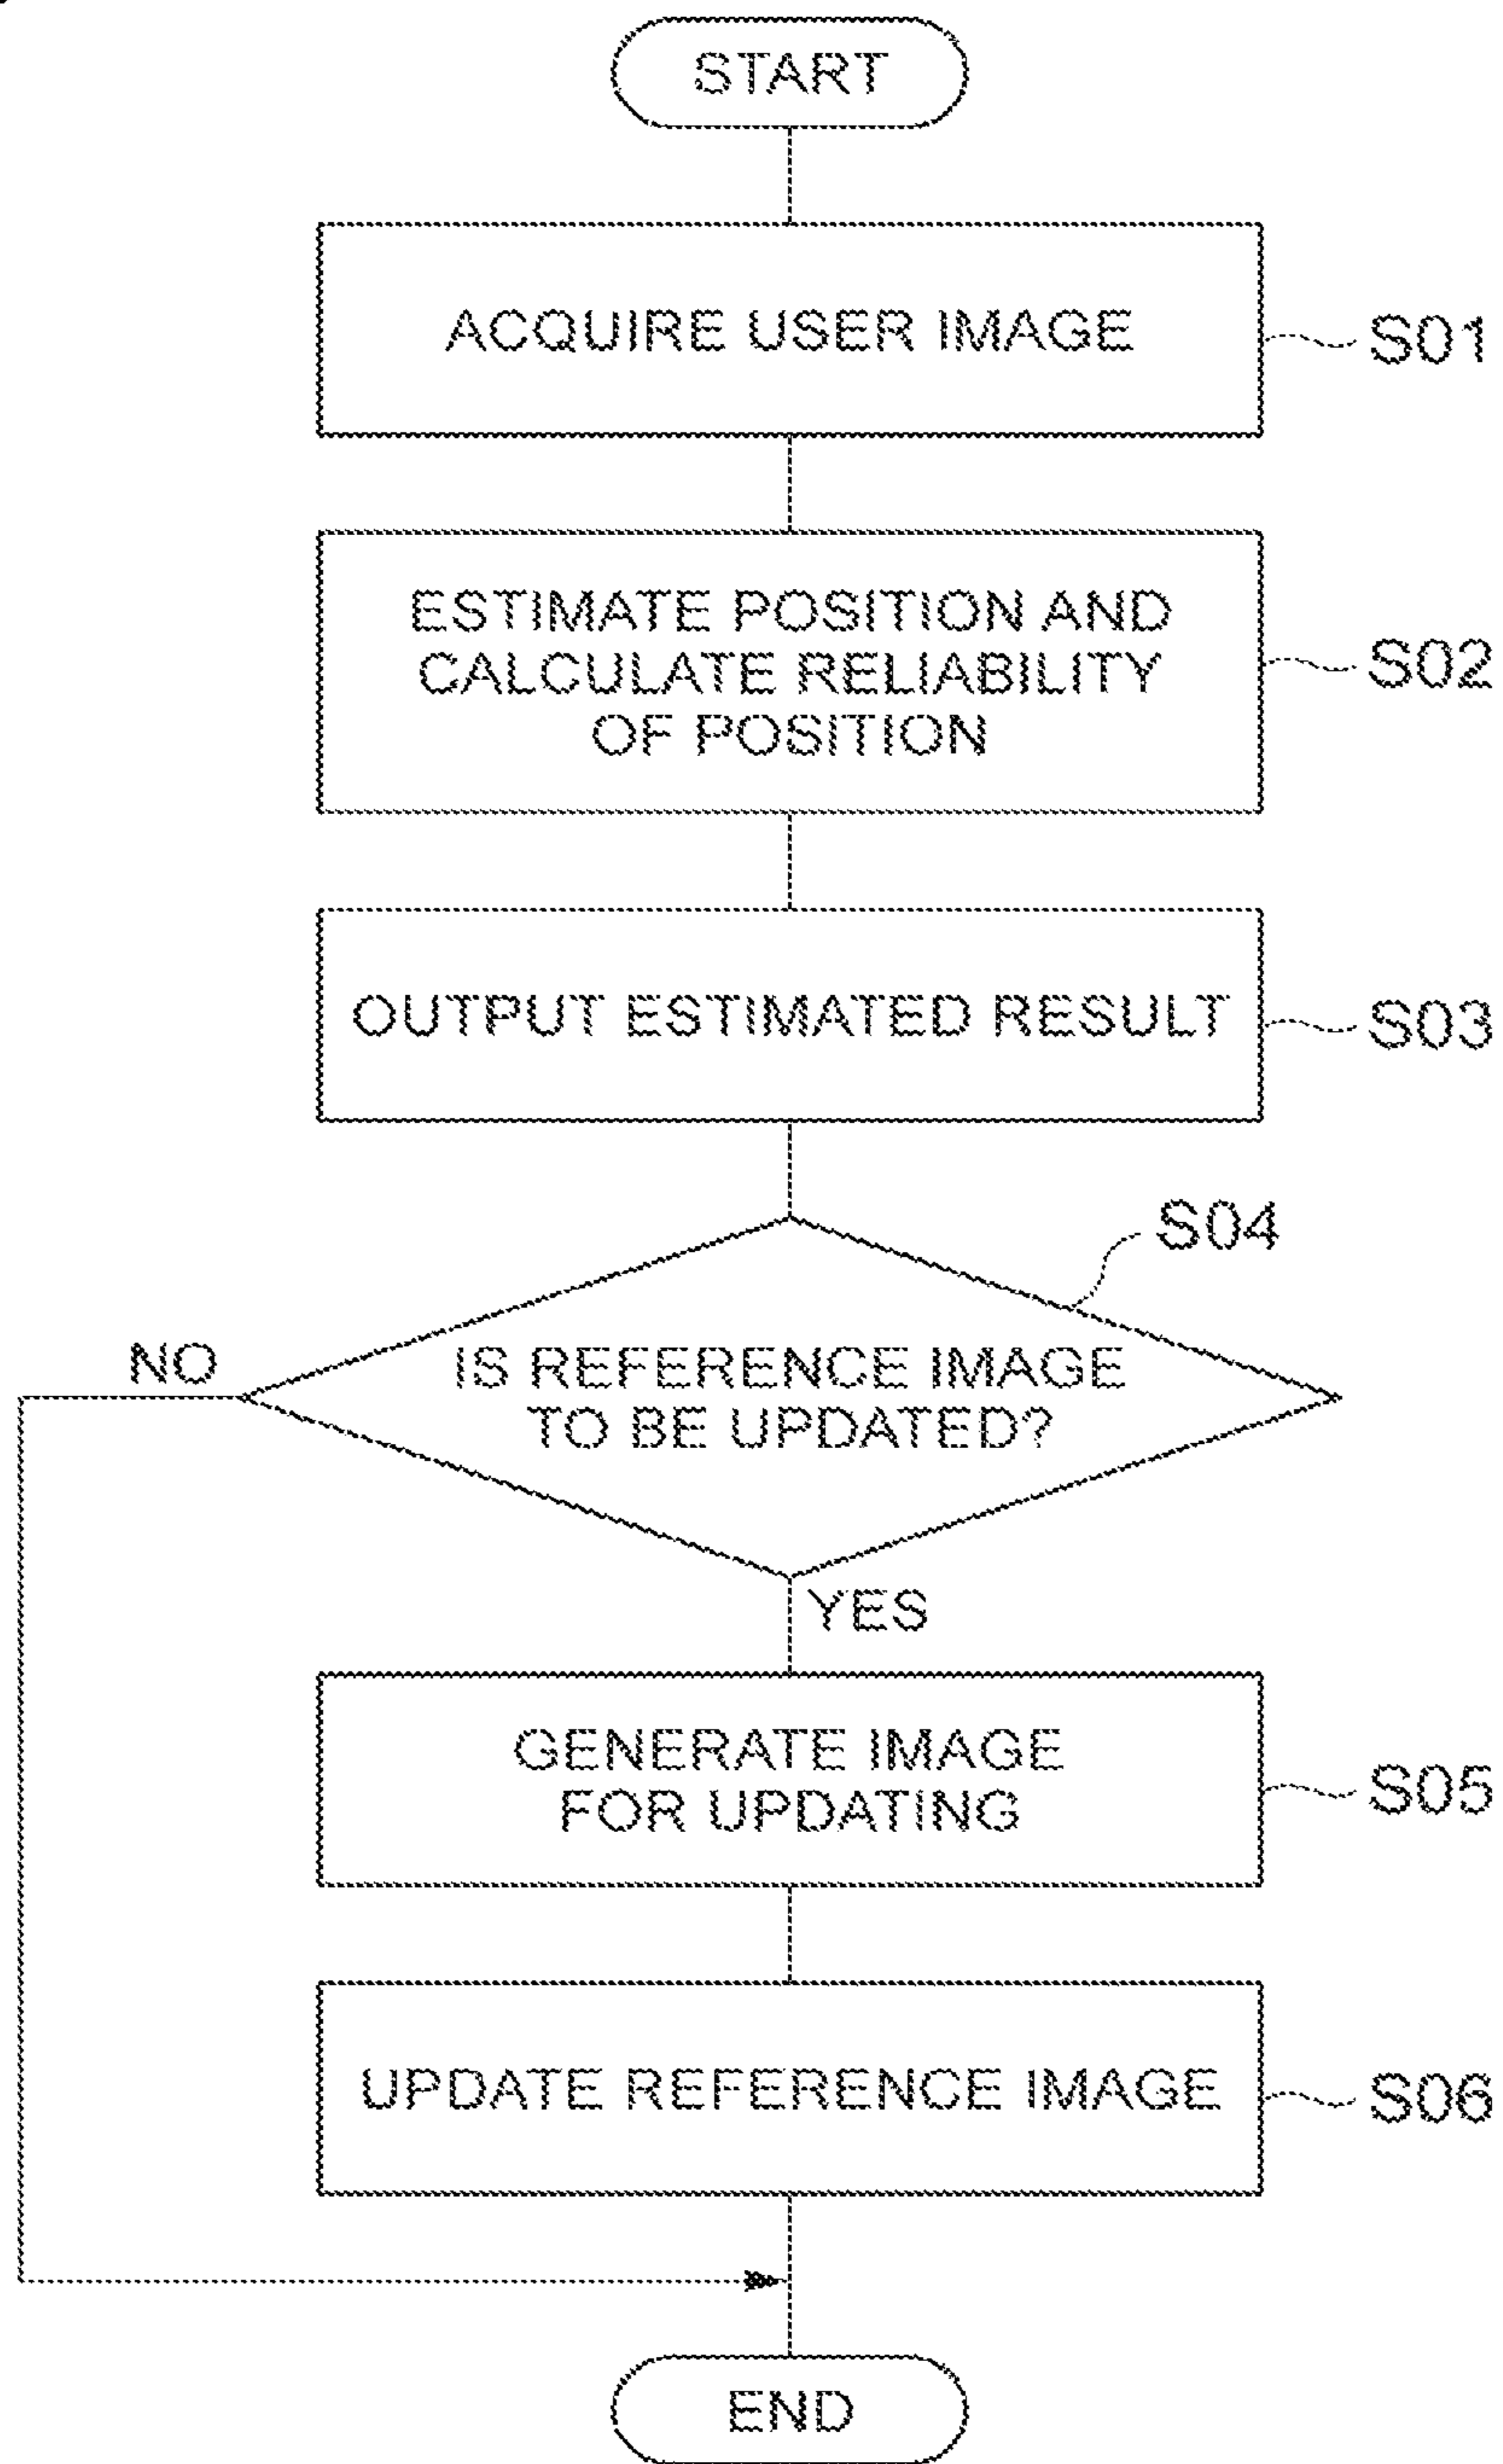 START
ACQUIRE USER IMAGE
S01
ESTIMATE POSITION AND
CALCULATE RELIABILITY
OF POSITION
S02
OUTPUT ESTIMATED RESULT
S03
S04
NO
IS REFERENCE IMAGE
TO BE UPDATED?
YES
GENERATE IMAGE
FOR UPDATING
S05
UPDATE REFERENCE IMAGE
S06
END